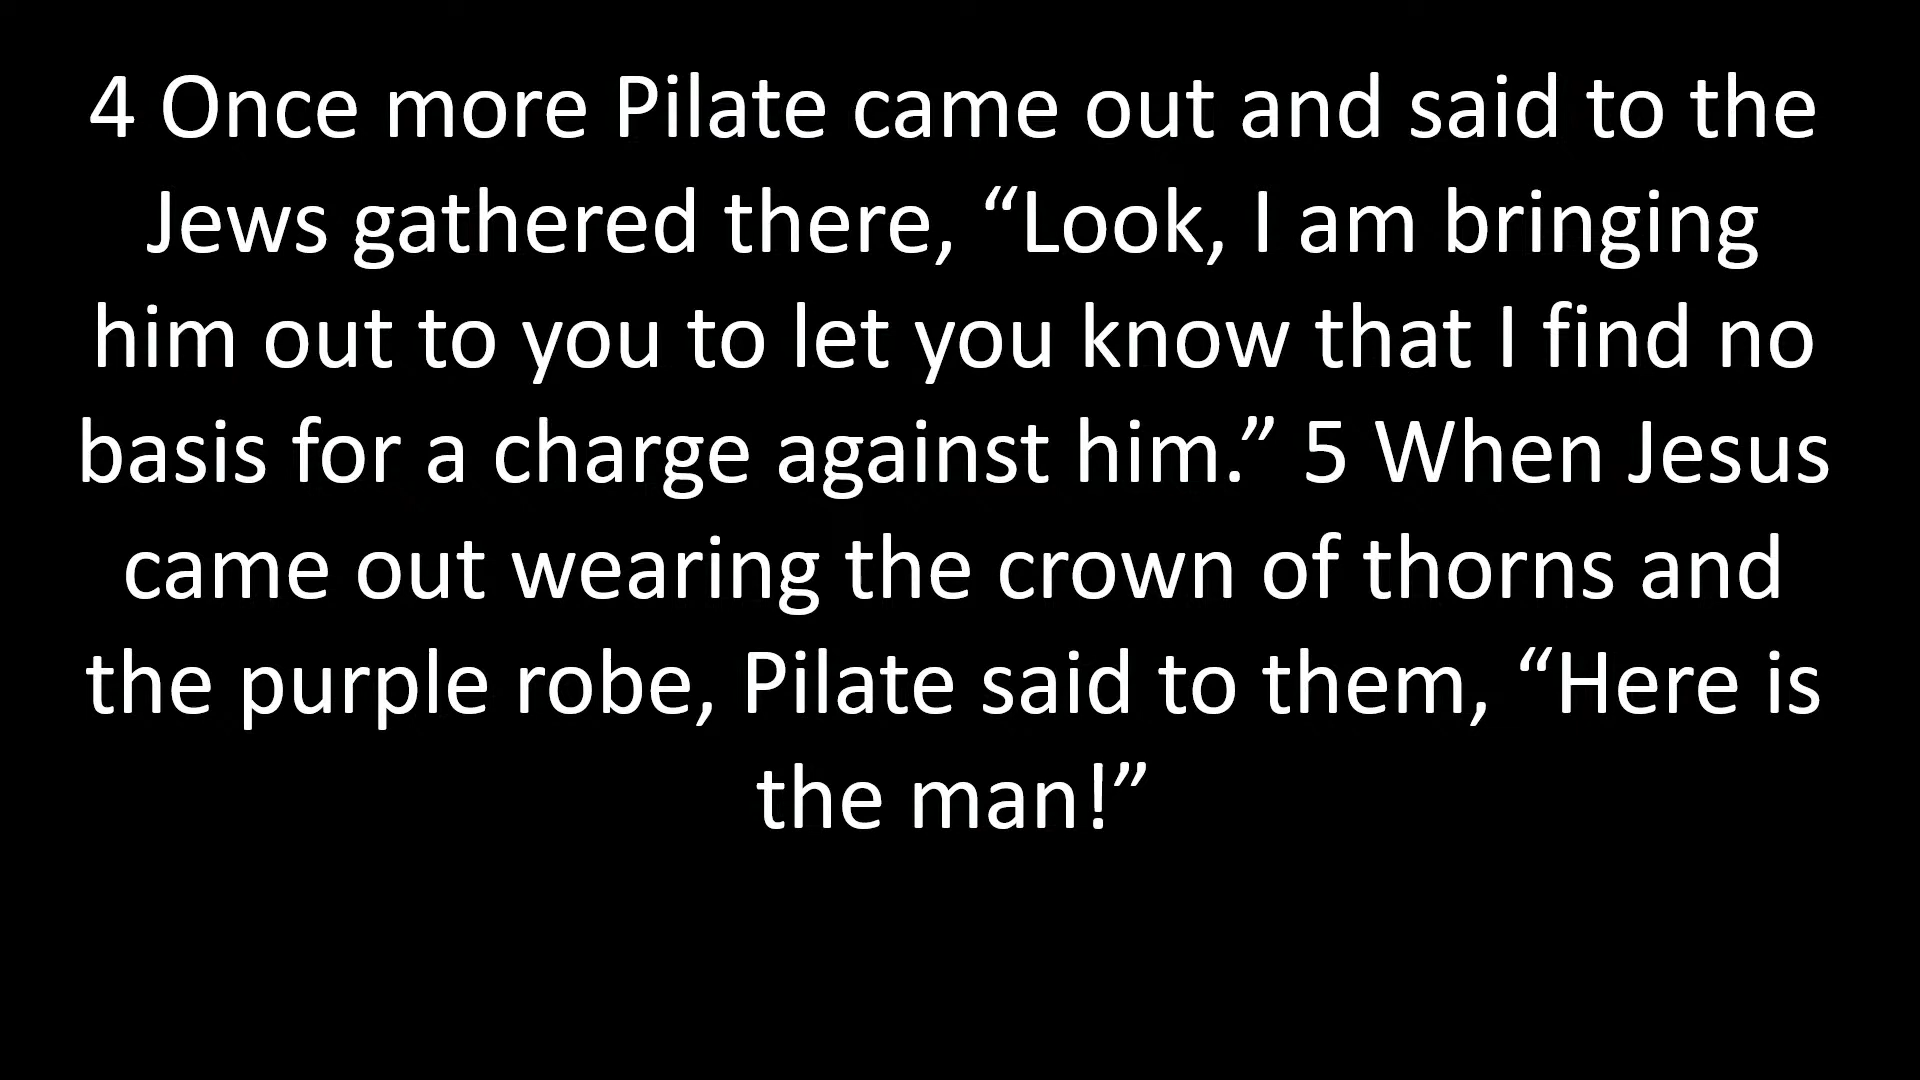 4 Once more Pilate came out and said to the
Jews gathered there, “Look, I am bringing
him out to you to let you know that I find no
basis for a charge against him.” 5 When Jesus
came out wearing the crown of thorns and
the purple robe, Pilate said to them, “Here is
the man!”